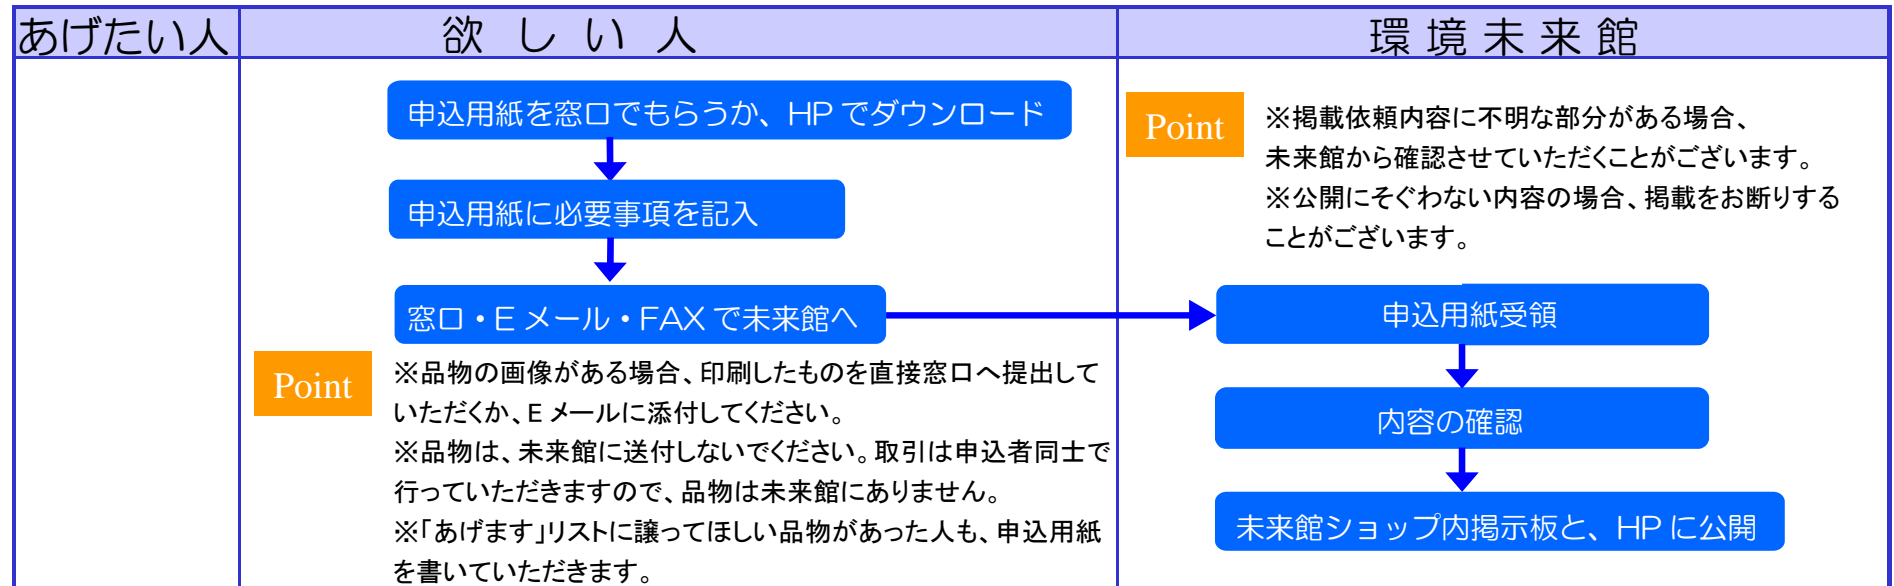 あげたい人
欲しい人
環境未来館
申込用紙を窓口でもらうか、HPでダウンロード
申込用紙に必要事項を記入
窓口・Eメール・FAXで未来館へ
Point
※品物の画像がある場合、印刷したものを直接窓口へ提出して
いただくか、Eメールに添付してください。
※品物は、未来館に送付しないでください。取引は申込者同士で
行っていただきますので、品物は未来館にありません。
※「あげます」リストに譲ってほしい品物があった人も、申込用紙
を書いていただきます。
Point
※掲載依頼内容に不明な部分がある場合、
未来館から確認させていただくことがございます。
※公開にそぐわない内容の場合、掲載をお断りする
ことがございます。
申込用紙受領
内容の確認
未来館ショップ内掲示板と、HPに公開